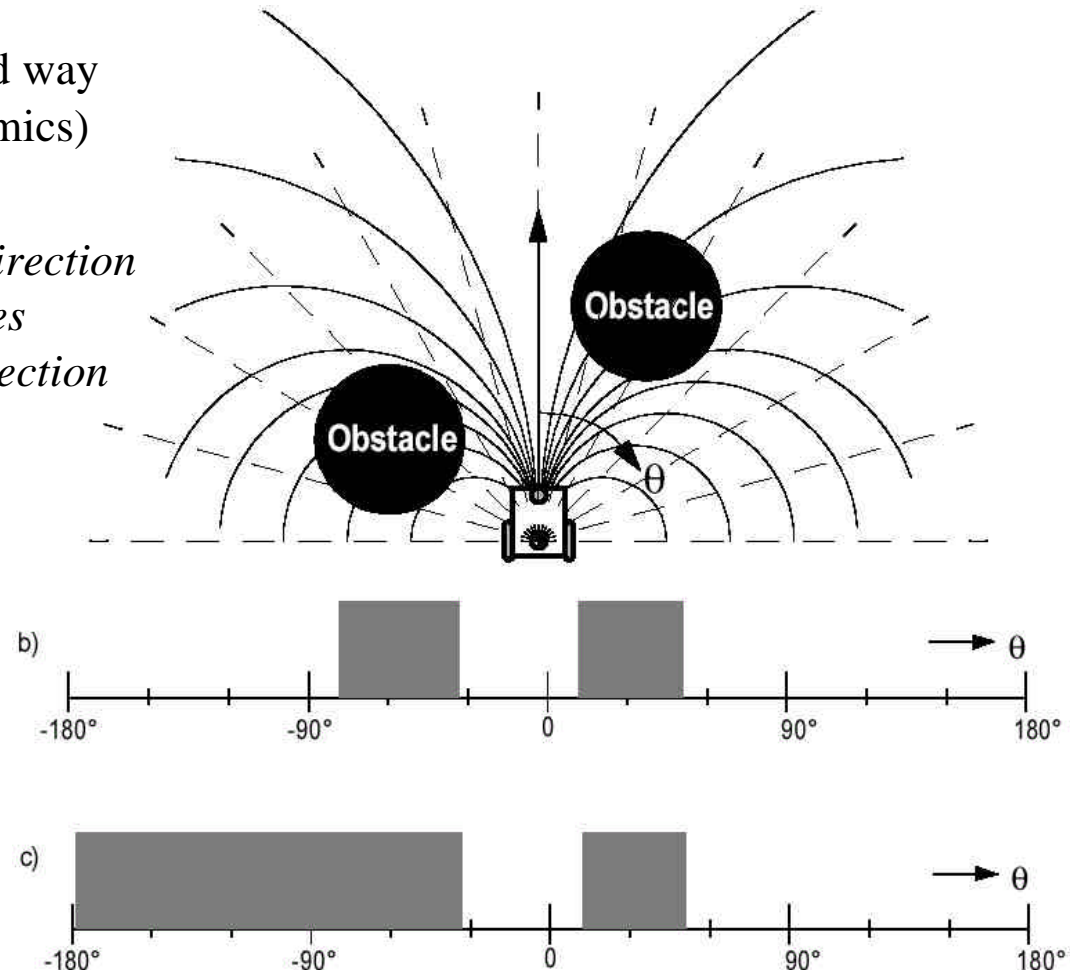 d way
mics)
irection
es
ection
Obstacle
Obstacle
θ
b)
θ
-180° -90° 0 90° 180°
c)
θ
-180° -90° 0 90° 180°